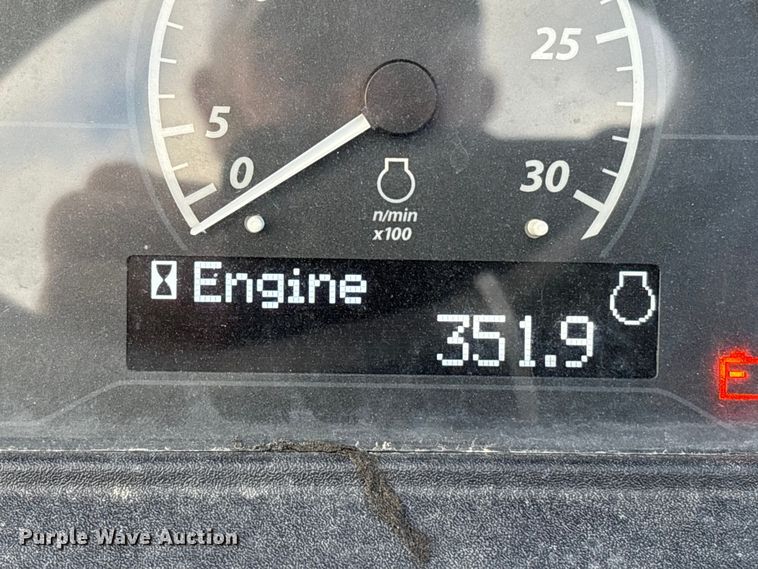 25
5
0
30
n/min
x100
Engine
351.9
E
Purple Wave Auction